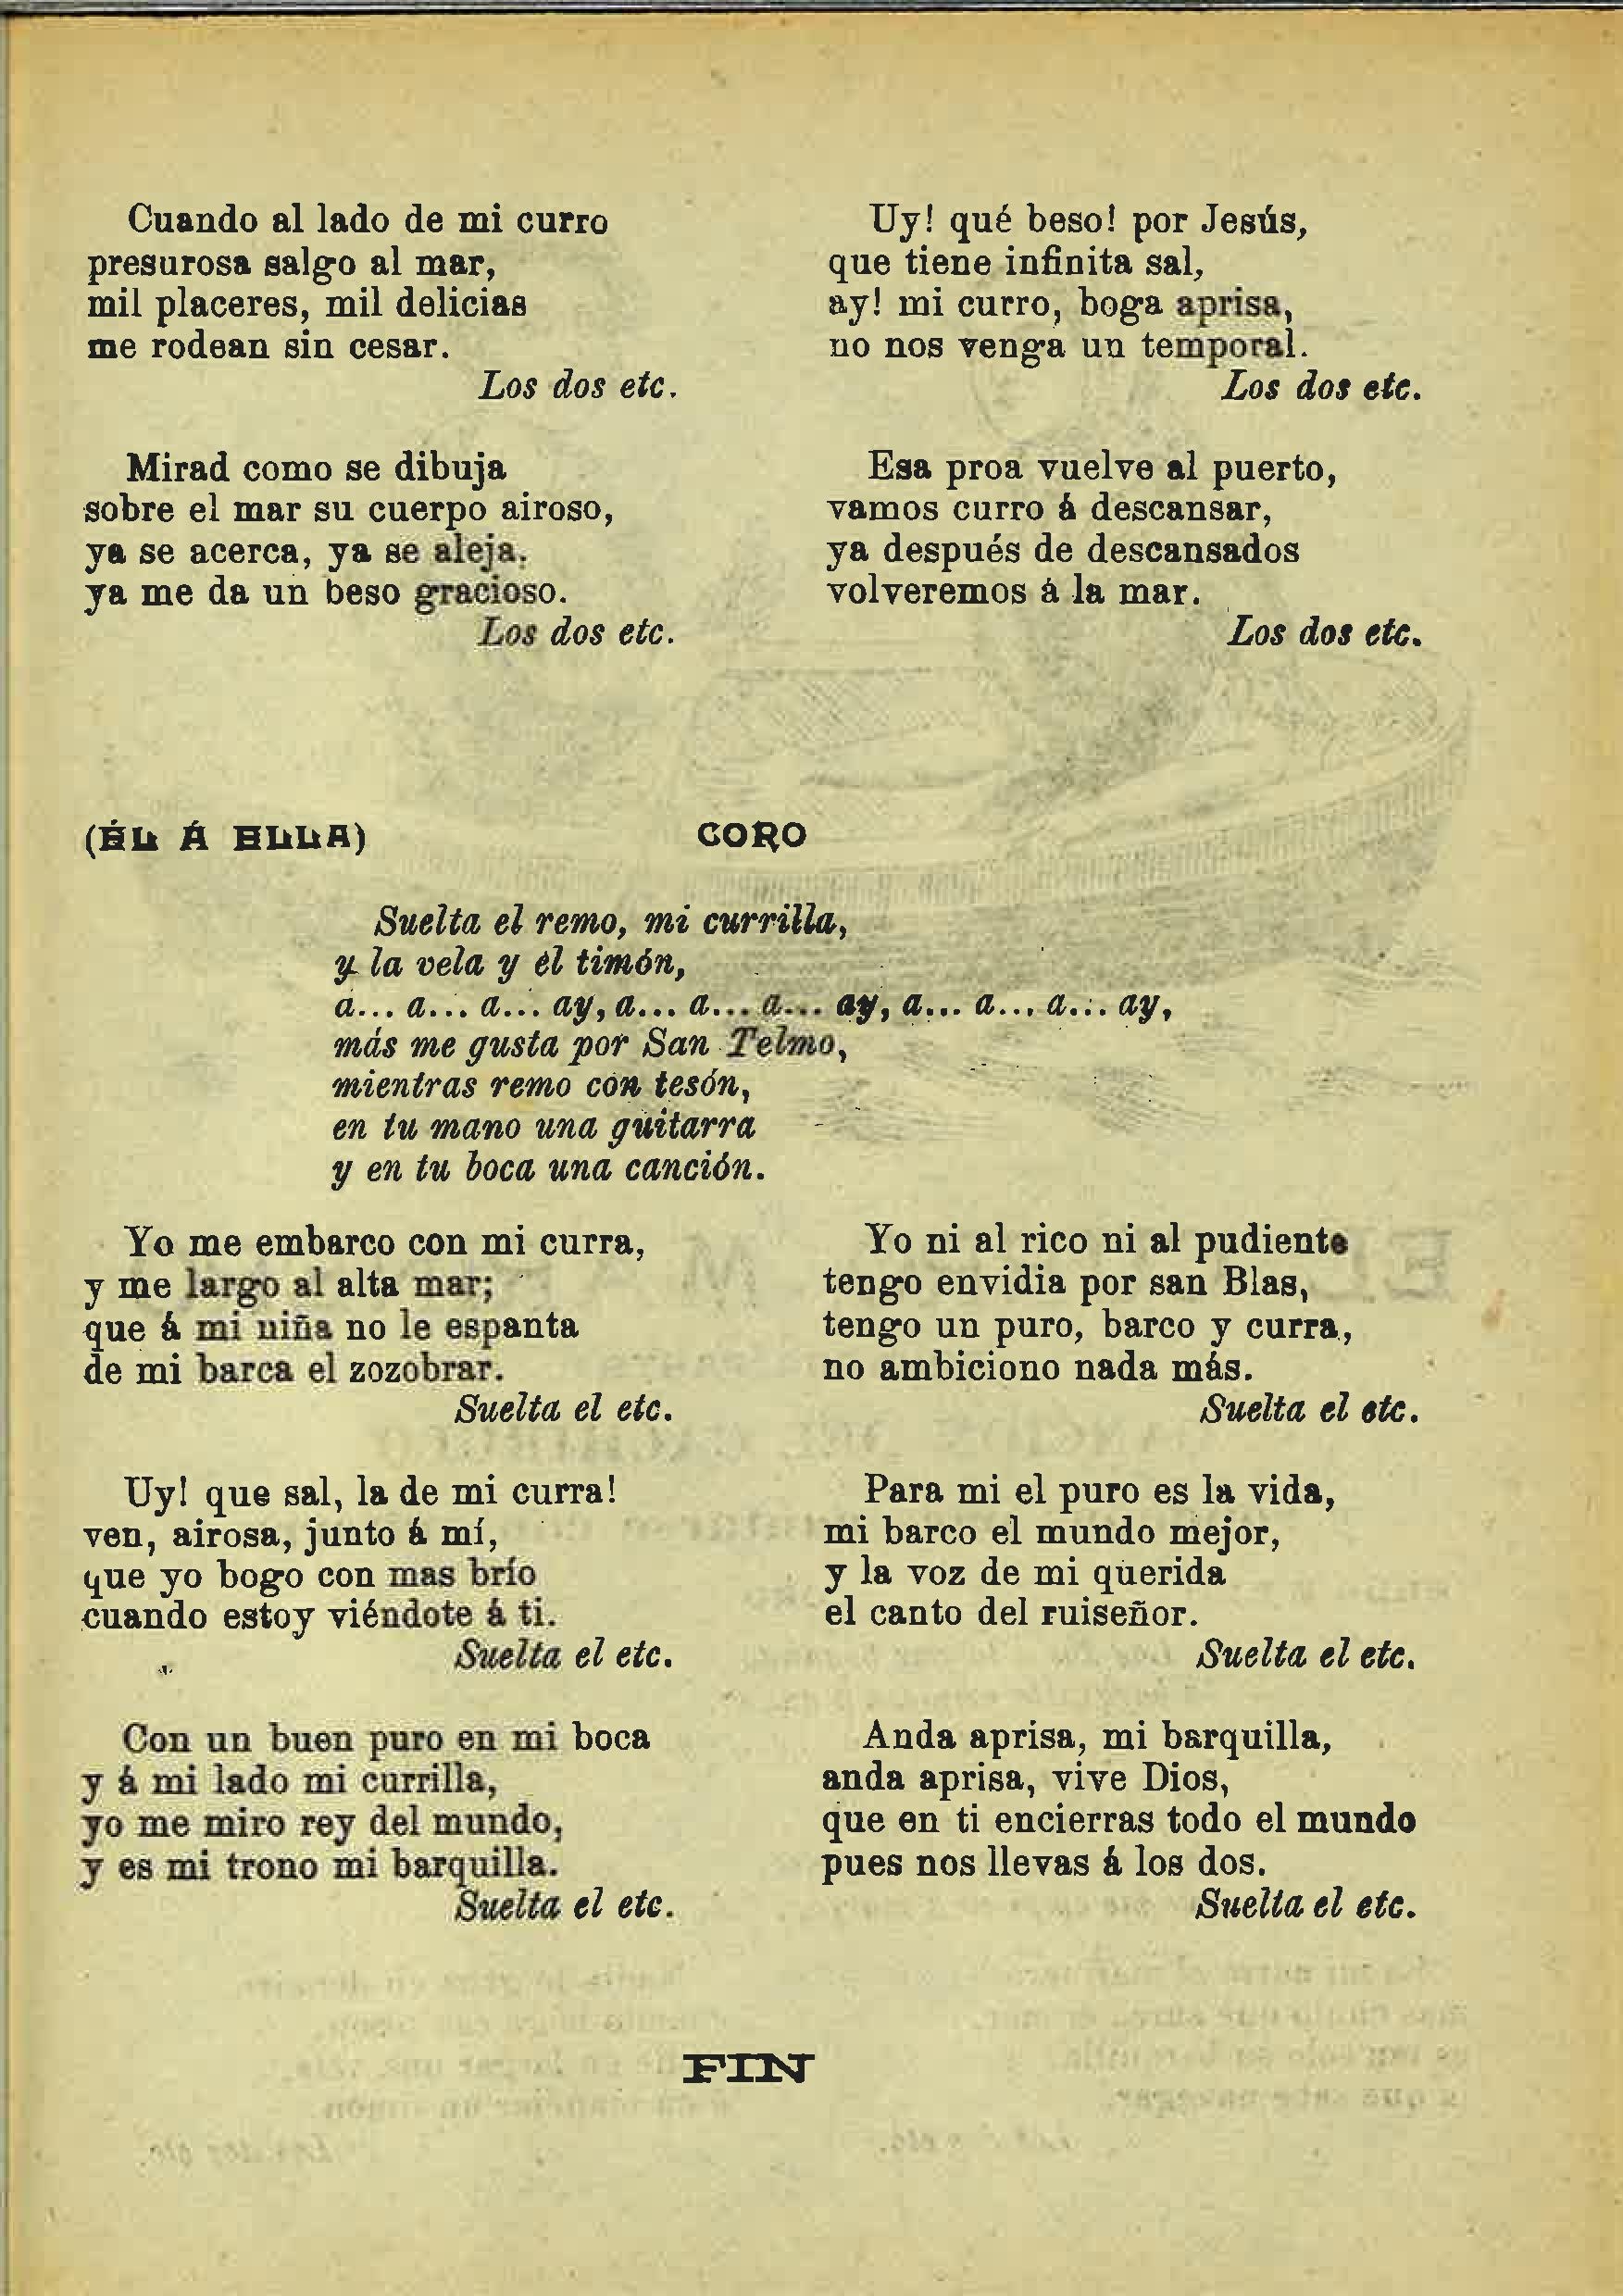 Cuando al lado de mi curro
presurosa salgo al mar,
mil placeres, mil delicias
me rodean sin cesar.
Los dos etc.
Mirad como se dibuja
sobre el mar su cuerpo airoso,
ya se acerca, ya se aleja.
ya me da un beso gracioso.
Los dos etc.
Uy! qué beso! por Jesús,
que tiene infinita sal,
ay! mi curro, boga aprisa,
no nos venga un temporal.
Los dos etc.
Esa proa vuelve al puerto,
vamos curro á descansar,
ya después de descansados
volveremos á la mar.
Los dos etc.
(ÉL Á ELLA)
CORO
Suelta el remo, mi currilla,
y la vela y el timón,
a... a... a... ay, a... a... a... ay, a... a... a... ay,
más me gusta por San Telmo,
mientras remo con tesón,
en tu mano una guitarra
y en tu boca una canción.
Yo me embarco con mi curra,
y me largo al alta mar;
que á mi niña no le espanta
de mi barca el zozobrar.
Suelta el etc.
Uy! que sal, la de mi curra!
ven, airosa, junto á mí,
que yo bogo con mas brío
cuando estoy viéndote á ti.
Suelta el etc.
Con un buen puro en mi boca
y á mi lado mi currilla,
yo me miro rey del mundo,
y es mi trono mi barquilla.
Suelta el etc.
Yo ni al rico ni al pudiente
tengo envidia por san Blas,
tengo un puro, barco y curra,
no ambiciono nada más.
Suelta el etc.
Para mi el puro es la vida,
mi barco el mundo mejor,
y la voz de mi querida
el canto del ruiseñor.
Suelta el etc.
Anda aprisa, mi barquilla,
anda aprisa, vive Dios,
que en ti encierras todo el mundo
pues nos llevas á los dos.
Suelta el etc.
FIN